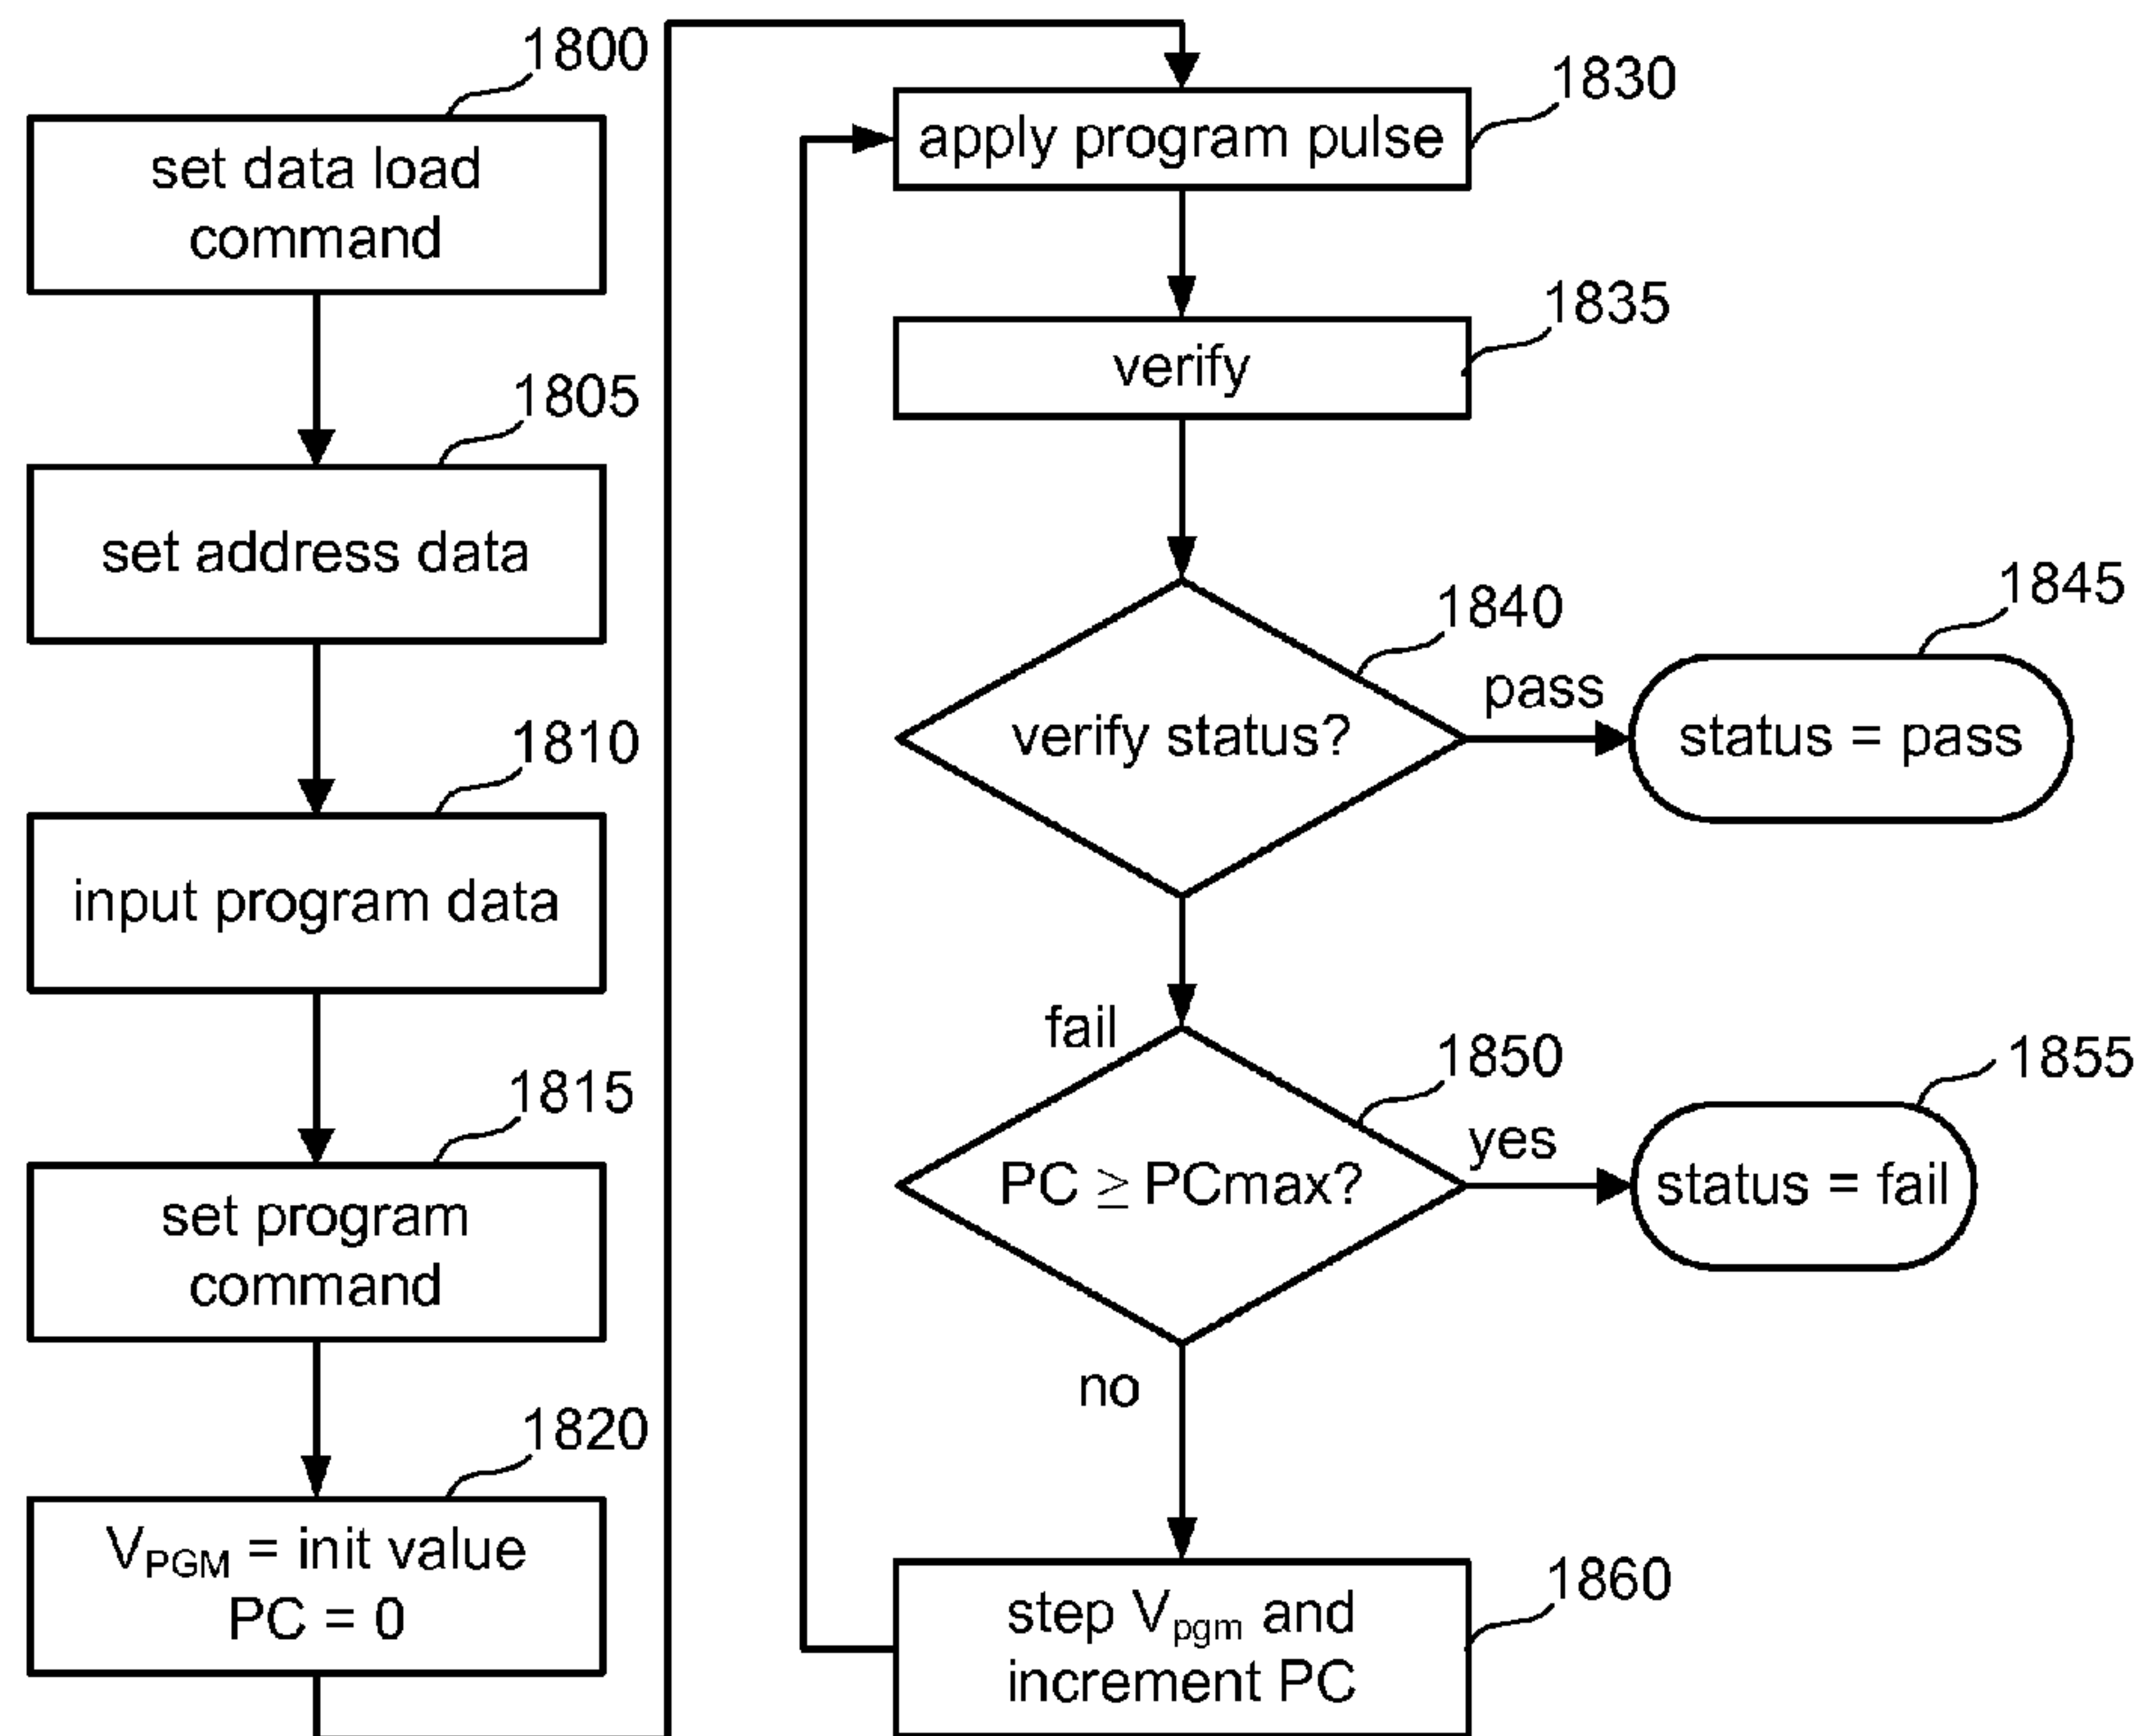 1800
set data load
command
1805
set address data
1810
input program data
1815
set program
command
1820
VPGM = init value
PC = 0
1830
apply program pulse
1835
verify
1840
verify status?
pass
1845
status = pass
fail
1850
PC ≥ PCmax?
yes
1855
status = fail
no
1860
step Vpgm and
increment PC